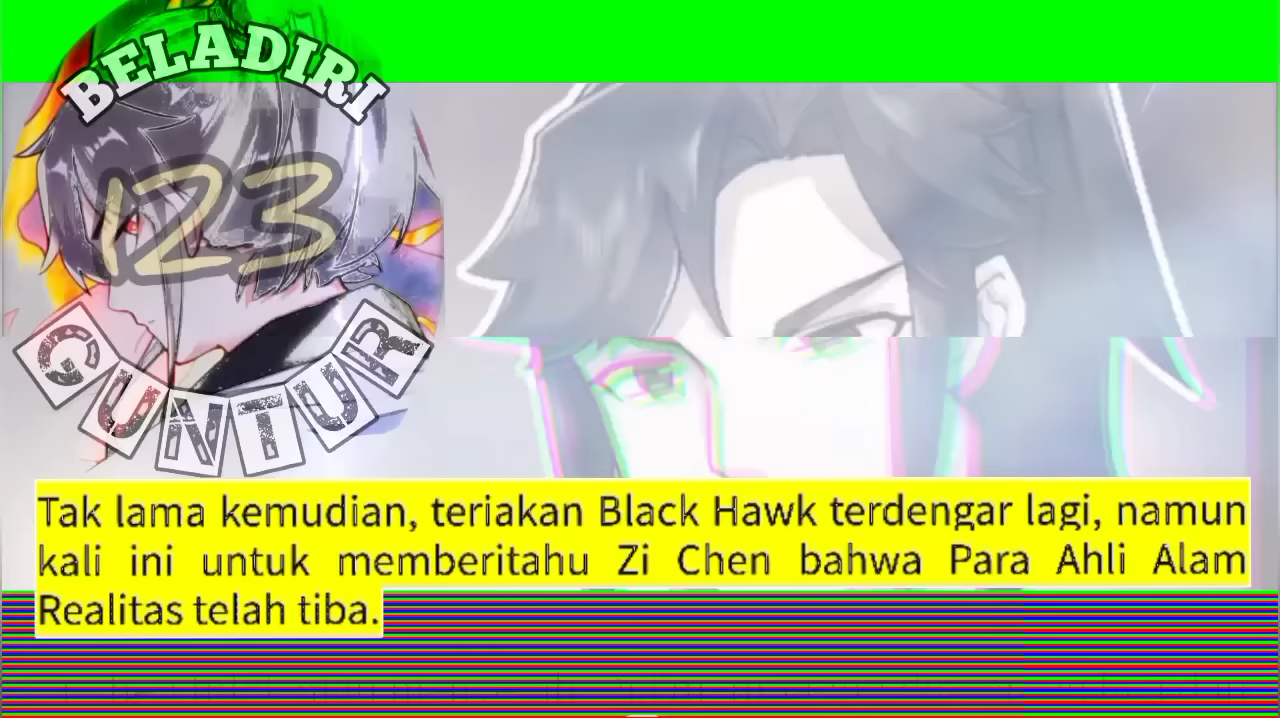 BELADIRI
123
GUNTUR
Tak lama kemudian, teriakan Black Hawk terdengar lagi, namun
kali ini untuk memberitahu Zi Chen bahwa Para Ahli Alam
Realitas telah tiba.